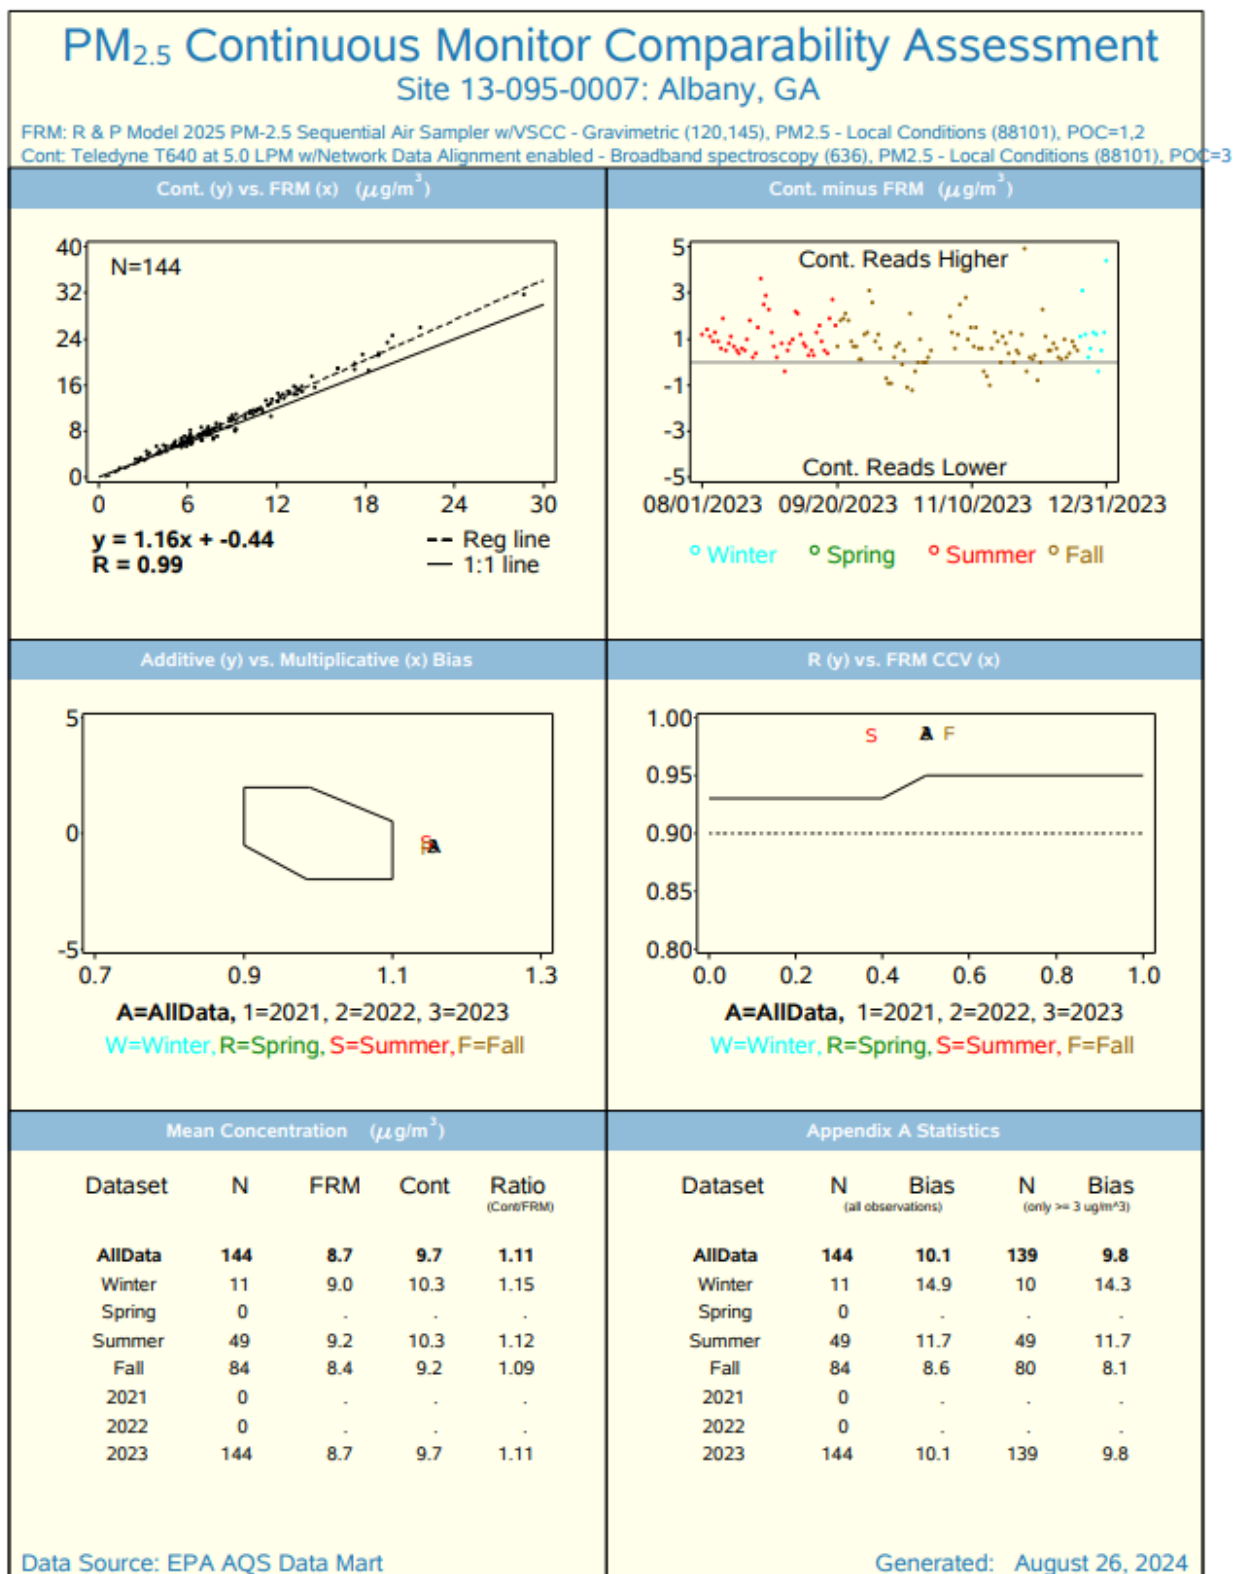 PM2.5 Continuous Monitor Comparability Assessment
Site 13-095-0007: Albany, GA
FRM: R & P Model 2025 PM-2.5 Sequential Air Sampler w/VSCC - Gravimetric (120,145), PM2.5 - Local Conditions (88101), POC=1,2
Cont: Teledyne T640 at 5.0 LPM w/Network Data Alignment enabled - Broadband spectroscopy (636), PM2.5 - Local Conditions (88101), POC=3
Cont. (y) vs. FRM (x) (μg/m³)
40
32
24
16
8
0
N=144
0 6 12 18 24 30
y = 1.16x + -0.44
R = 0.99
-- Reg line
— 1:1 line
Cont. minus FRM (μg/m³)
5
3
1
-1
-3
-5
Cont. Reads Higher
Cont. Reads Lower
08/01/2023 09/20/2023 11/10/2023 12/31/2023
Winter Spring Summer Fall
Additive (y) vs. Multiplicative (x) Bias
5
0
-5
S
F
A
0.7 0.9 1.1 1.3
A=AllData, 1=2021, 2=2022, 3=2023
W=Winter, R=Spring, S=Summer, F=Fall
R (y) vs. FRM CCV (x)
1.00
0.95
0.90
0.85
0.80
S A F
0.0 0.2 0.4 0.6 0.8 1.0
A=AllData, 1=2021, 2=2022, 3=2023
W=Winter, R=Spring, S=Summer, F=Fall
Mean Concentration (μg/m³)
Dataset N FRM Cont Ratio
(Cont/FRM)
AllData 144 8.7 9.7 1.11
Winter 11 9.0 10.3 1.15
Spring 0 . . .
Summer 49 9.2 10.3 1.12
Fall 84 8.4 9.2 1.09
2021 0 . . .
2022 0 . . .
2023 144 8.7 9.7 1.11
Appendix A Statistics
Dataset N Bias N Bias
(all observations) (only >= 3 ug/m^3)
AllData 144 10.1 139 9.8
Winter 11 14.9 10 14.3
Spring 0 . . .
Summer 49 11.7 49 11.7
Fall 84 8.6 80 8.1
2021 0 . . .
2022 0 . . .
2023 144 10.1 139 9.8
Data Source: EPA AQS Data Mart
Generated: August 26, 2024